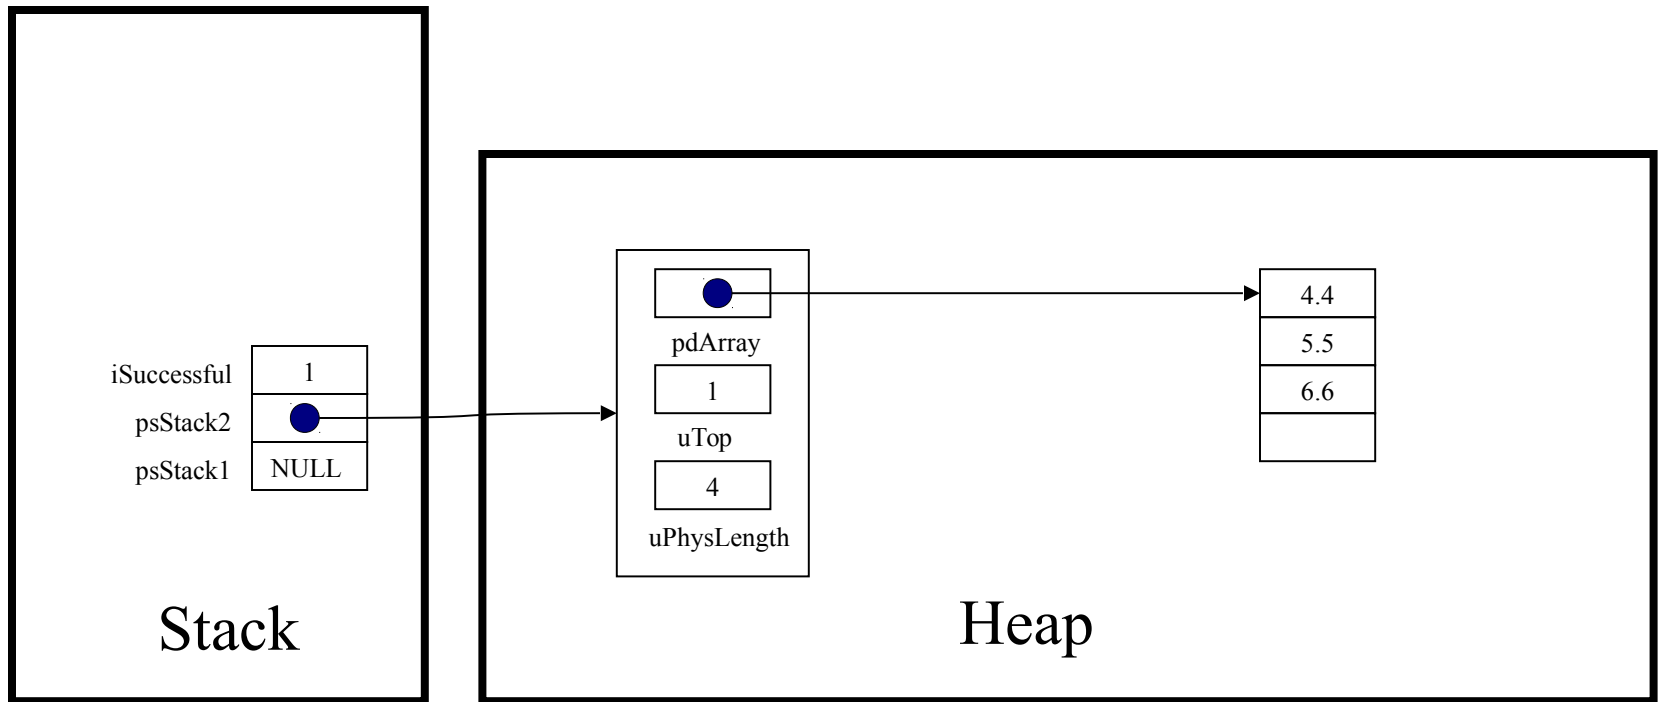 iSuccessful 1
psStack2
psStack1 NULL
Stack
pdArray
1
uTop
4
uPhysLength
4.4
5.5
6.6
Heap